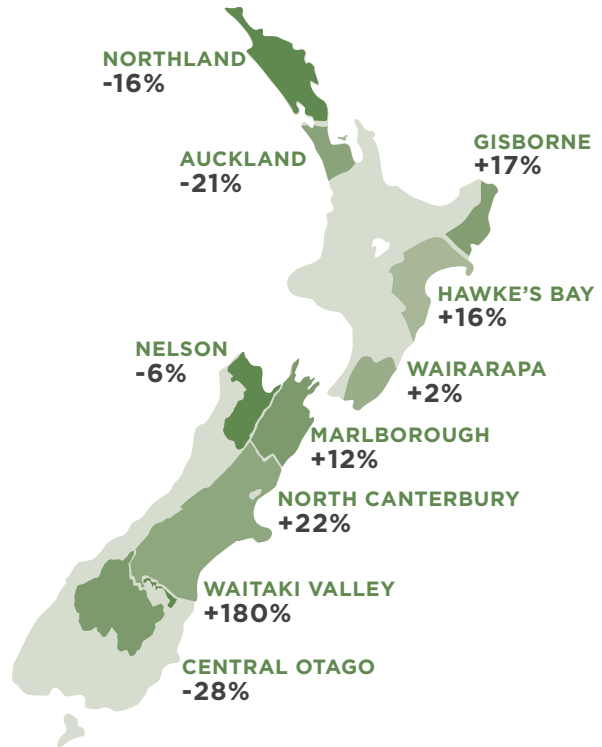 NORTHLAND
-16%
AUCKLAND
-21%
GISBORNE
+17%
HAWKE’S BAY
+16%
NELSON
-6%
WAIRARAPA
+2%
MARLBOROUGH
+12%
NORTH CANTERBURY
+22%
WAITAKI VALLEY
+180%
CENTRAL OTAGO
-28%